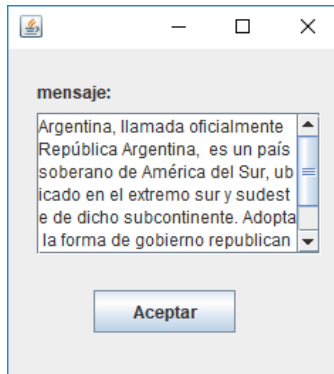 mensaje:
Argentina, llamada oficialmente
República Argentina,  es un país
soberano de América del Sur, ub
icado en el extremo sur y sudest
e de dicho subcontinente. Adopta
 la forma de gobierno republican
Aceptar